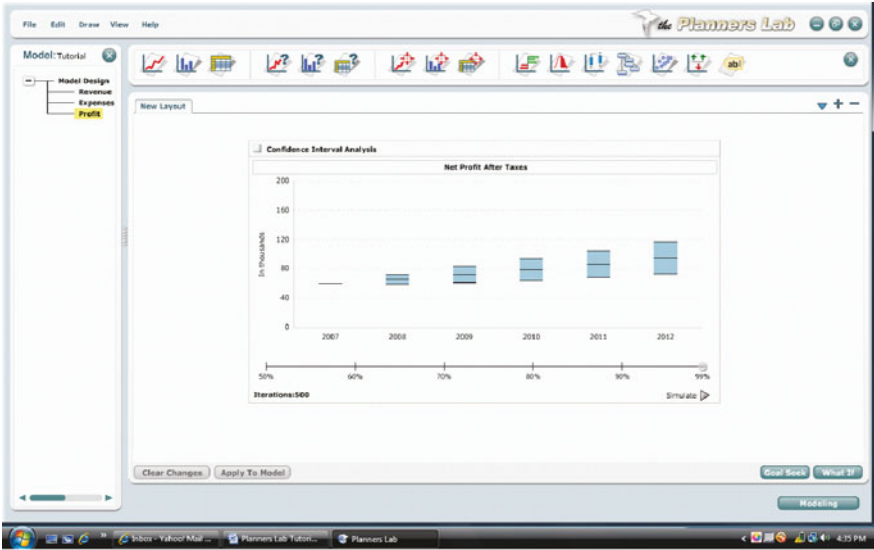 File Edit Draw View Help
the Planners Lab
Model: Tutorial
Model Design
Revenue
Expenses
Profit
New Layout
Confidence Interval Analysis
Net Profit After Taxes
200
160
120
80
40
0
In thousands
2007 2008 2009 2010 2011 2012
50% 60% 70% 80% 90% 99%
Iterations:500 Simulate
Clear Changes Apply To Model Goal Seek What If
Modeling
Inbox - Yahoo! Mail ... Planners Lab Tutori... Planners Lab 4:35 PM